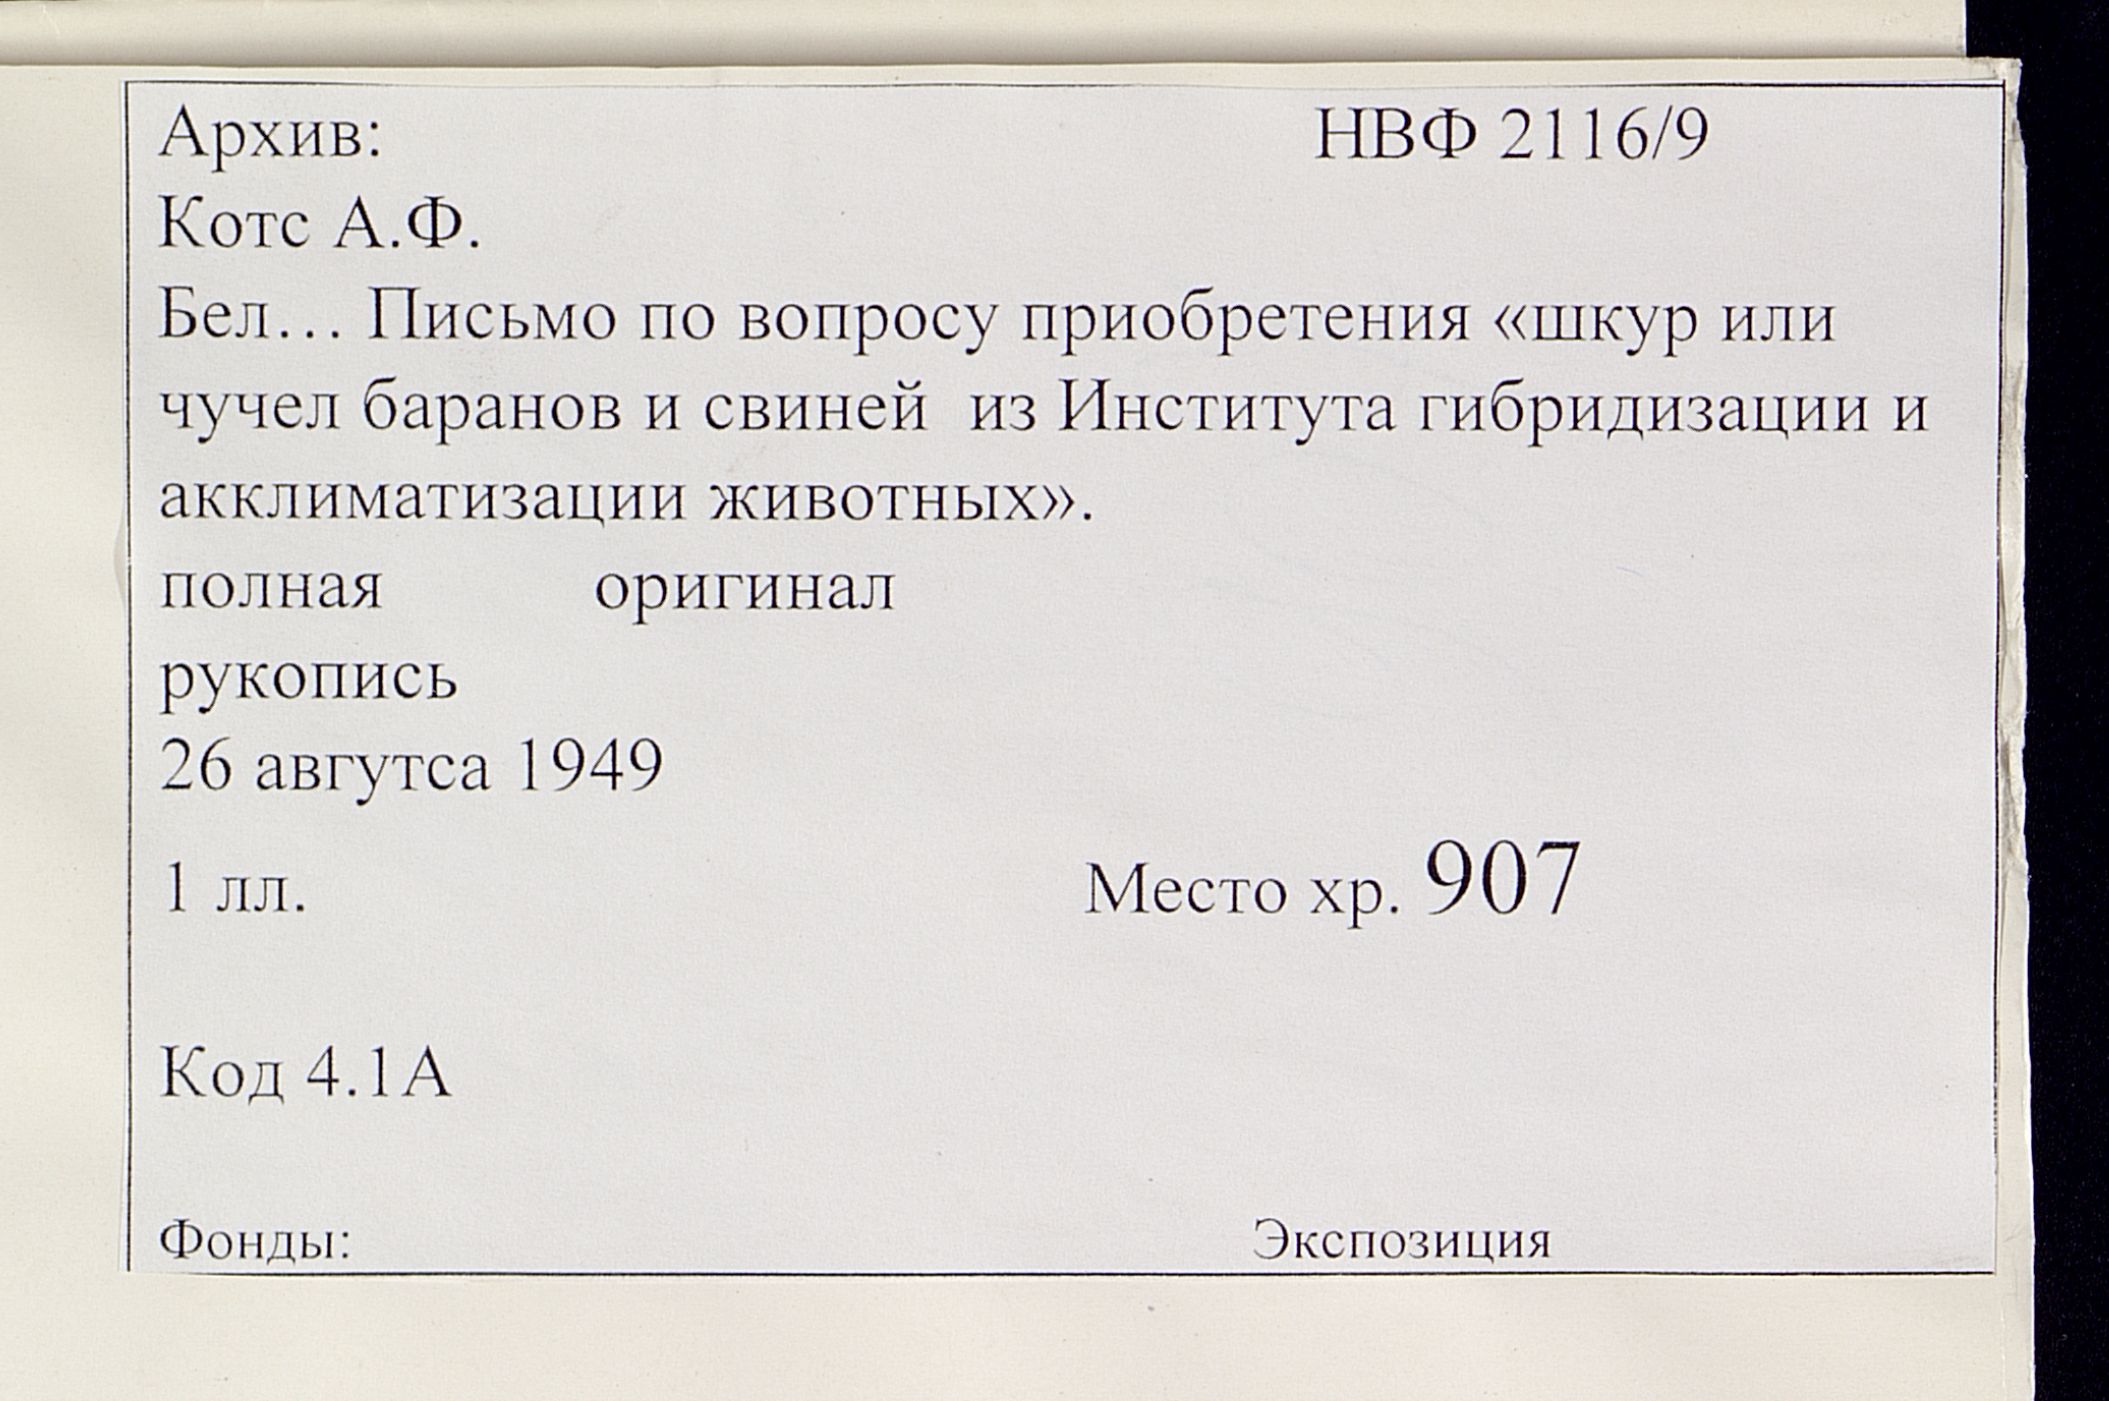 Архив: НВФ 2116/9
Котс А.Ф.
Бел... Письмо по вопросу приобретения «шкур или
чучел баранов и свиней из Института гибридизации и
акклиматизации животных».
полная оригинал
рукопись
26 авгутса 1949
1 лл. Место хр. 907
Код 4.1А
Фонды: Экспозиция